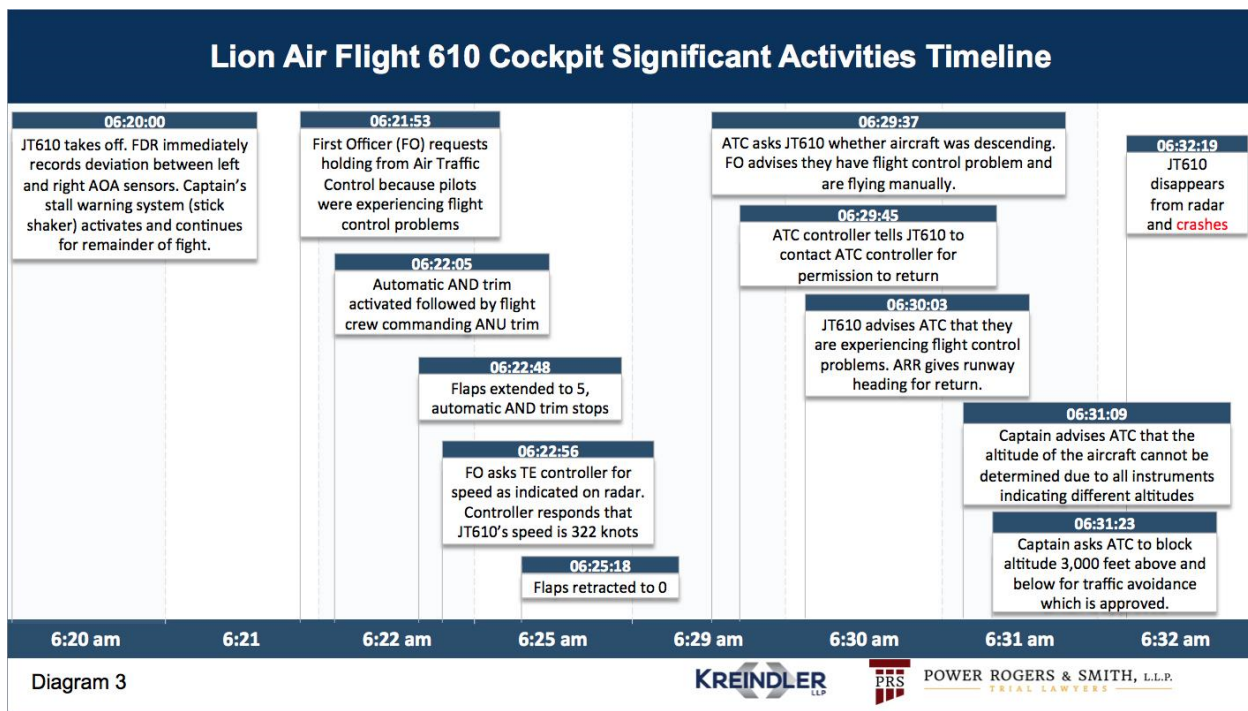 Lion Air Flight 610 Cockpit Significant Activities Timeline
06:20:00
JT610 takes off. FDR immediately
records deviation between left
and right AOA sensors. Captain's
stall warning system (stick
shaker) activates and continues
for remainder of fight.
06:21:53
First Officer (FO) requests
holding from Air Traffic
Control because pilots
were experiencing flight
control problems
06:22:05
Automatic AND trim
activated followed by flight
crew commanding ANU trim
06:22:48
Flaps extended to 5,
automatic AND trim stops
06:22:56
FO asks TE controller for
speed as indicated on radar.
Controller responds that
JT610's speed is 322 knots
06:25:18
Flaps retracted to 0
06:29:37
ATC asks JT610 whether aircraft was descending.
FO advises they have flight control problem and
are flying manually.
06:29:45
ATC controller tells JT610 to
contact ATC controller for
permission to return
06:30:03
JT610 advises ATC that they
are experiencing flight control
problems. ARR gives runway
heading for return.
06:31:09
Captain advises ATC that the
altitude of the aircraft cannot be
determined due to all instruments
indicating different altitudes
06:31:23
Captain asks ATC to block
altitude 3,000 feet above and
below for traffic avoidance
which is approved.
06:32:19
JT610
disappears
from radar
and crashes
6:20 am 6:21 6:22 am 6:25 am 6:29 am 6:30 am 6:31 am 6:32 am
Diagram 3
KREINDLER
LLP
PRS
POWER ROGERS & SMITH, L.L.P.
TRIAL LAWYERS